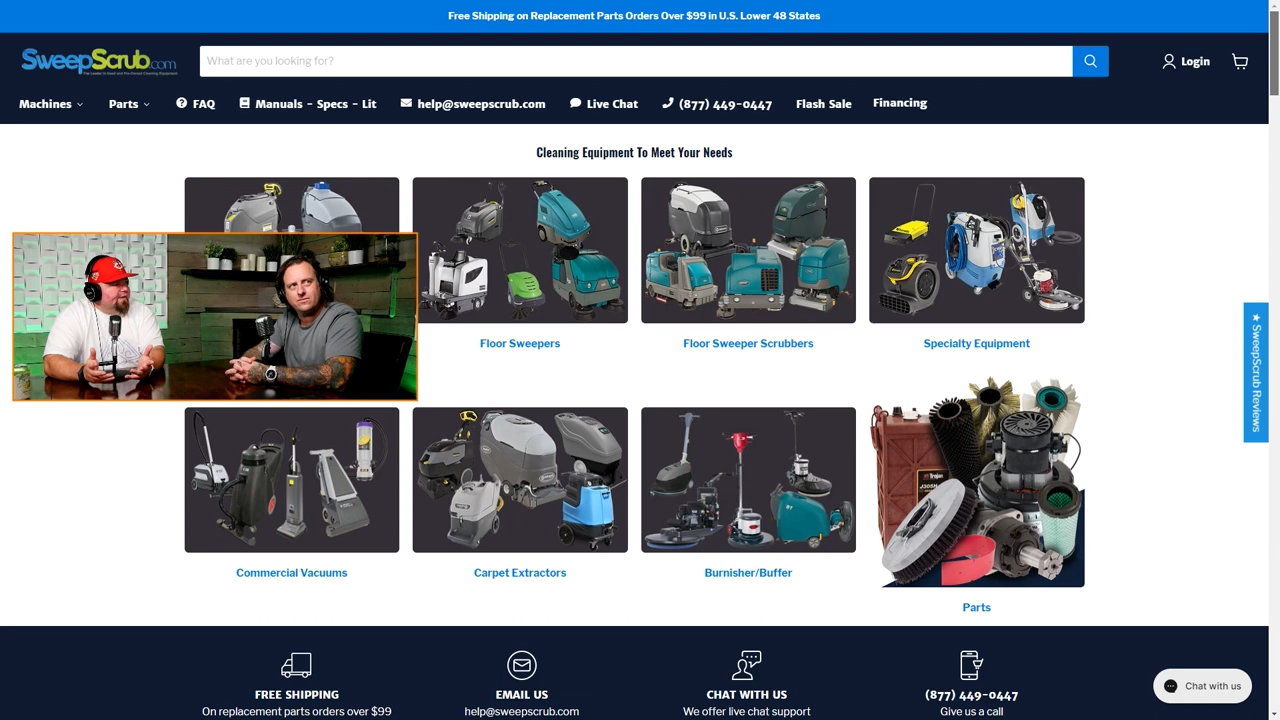 Free Shipping on Replacement Parts Orders Over $99 in U.S. Lower 48 States
SweepScrub.com
What are you looking for?
Login
Machines
Parts
FAQ
Manuals - Specs - Lit
help@sweepscrub.com
Live Chat
(877) 449-0447
Flash Sale
Financing
Cleaning Equipment To Meet Your Needs
Floor Sweepers
Floor Sweeper Scrubbers
Specialty Equipment
★ SweepScrub Reviews
Commercial Vacuums
Carpet Extractors
Burnisher/Buffer
Trojan
Parts
FREE SHIPPING
On replacement parts orders over $99
EMAIL US
help@sweepscrub.com
CHAT WITH US
We offer live chat support
(877) 449-0447
Give us a call
Chat with us